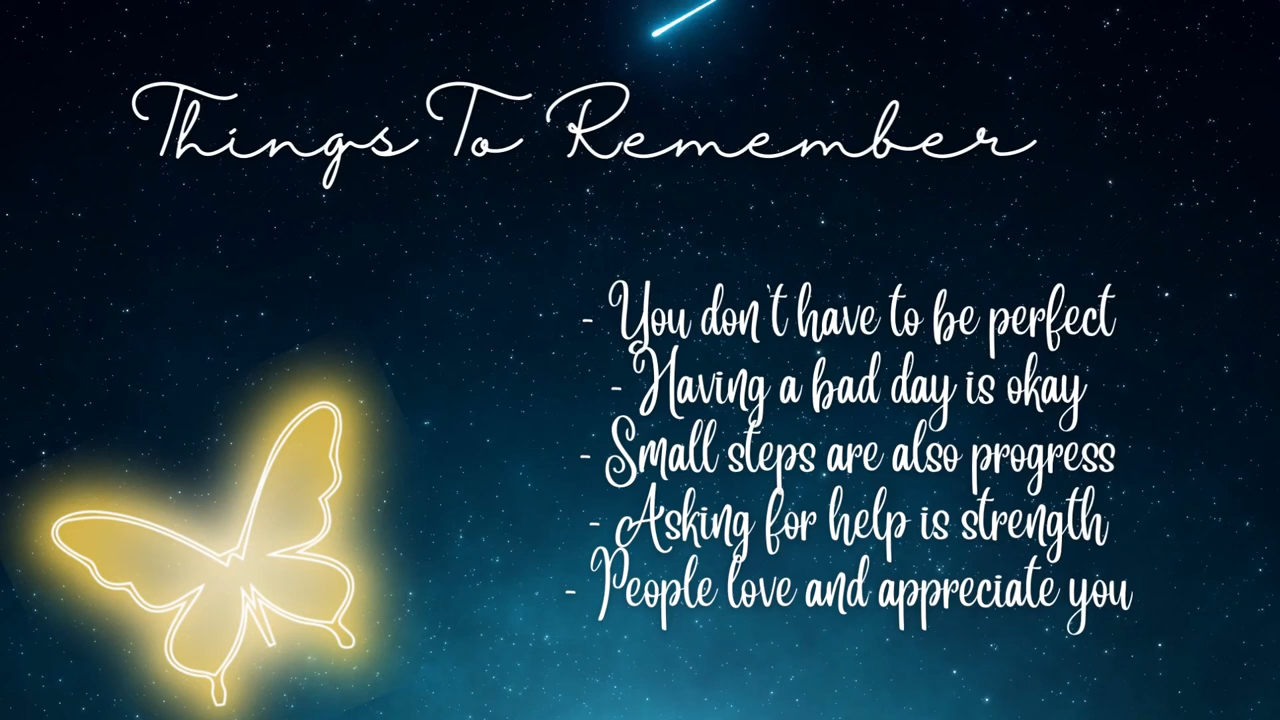 Things To Remember
- You don't have to be perfect
- Having a bad day is okay
- Small steps are also progress
- Asking for help is strength
- People love and appreciate you